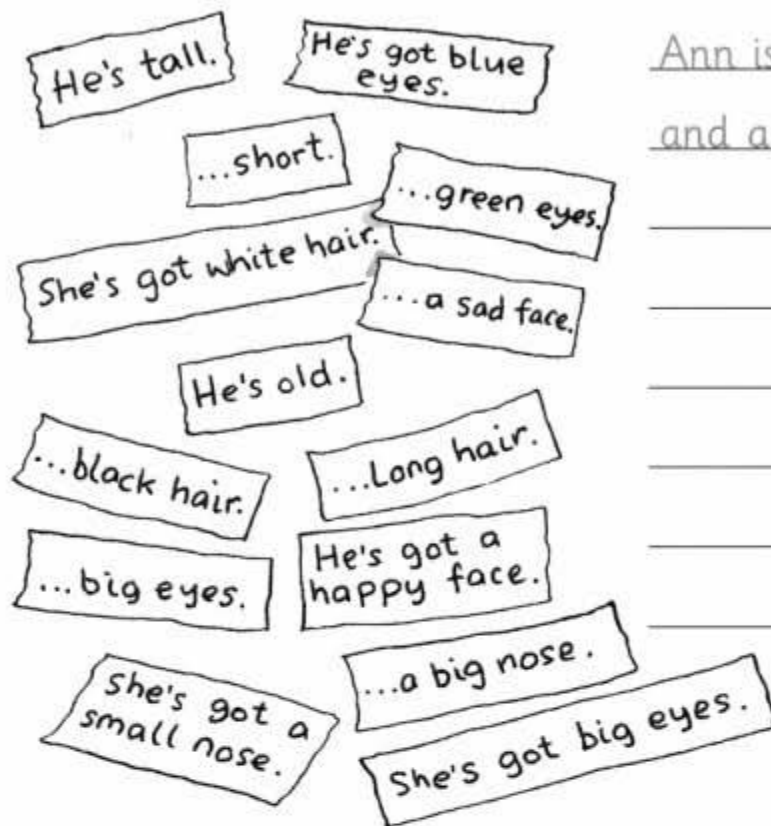 He's tall.
He's got blue
eyes.
Ann is
and a
...short.
...green eyes.
She's got white hair.
...a sad face.
He's old.
...black hair.
...Long hair.
...big eyes.
He's got a
happy face.
...a big nose.
She's got a
small nose.
She's got big eyes.